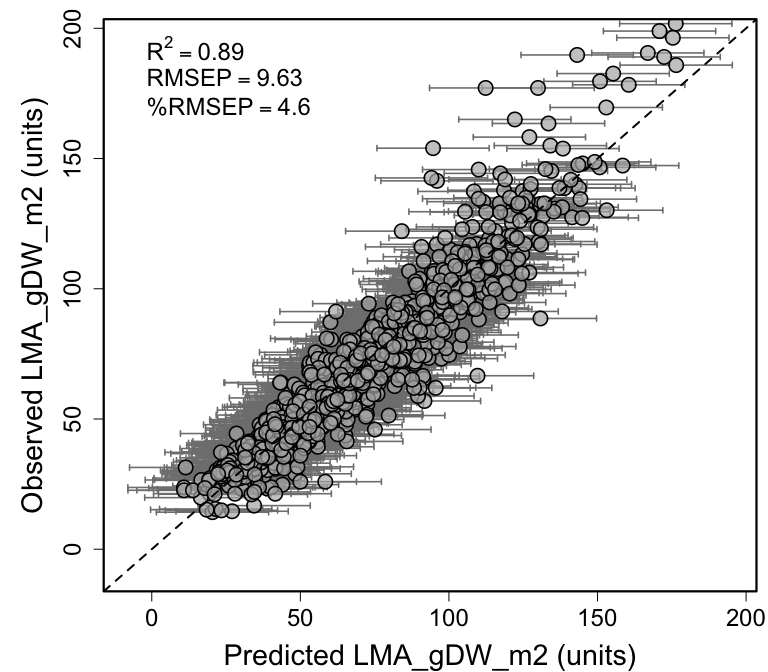 R² = 0.89
RMSEP = 9.63
%RMSEP = 4.6
Observed LMA_gDW_m2 (units)
200
150
100
50
0
0 50 100 150 200
Predicted LMA_gDW_m2 (units)